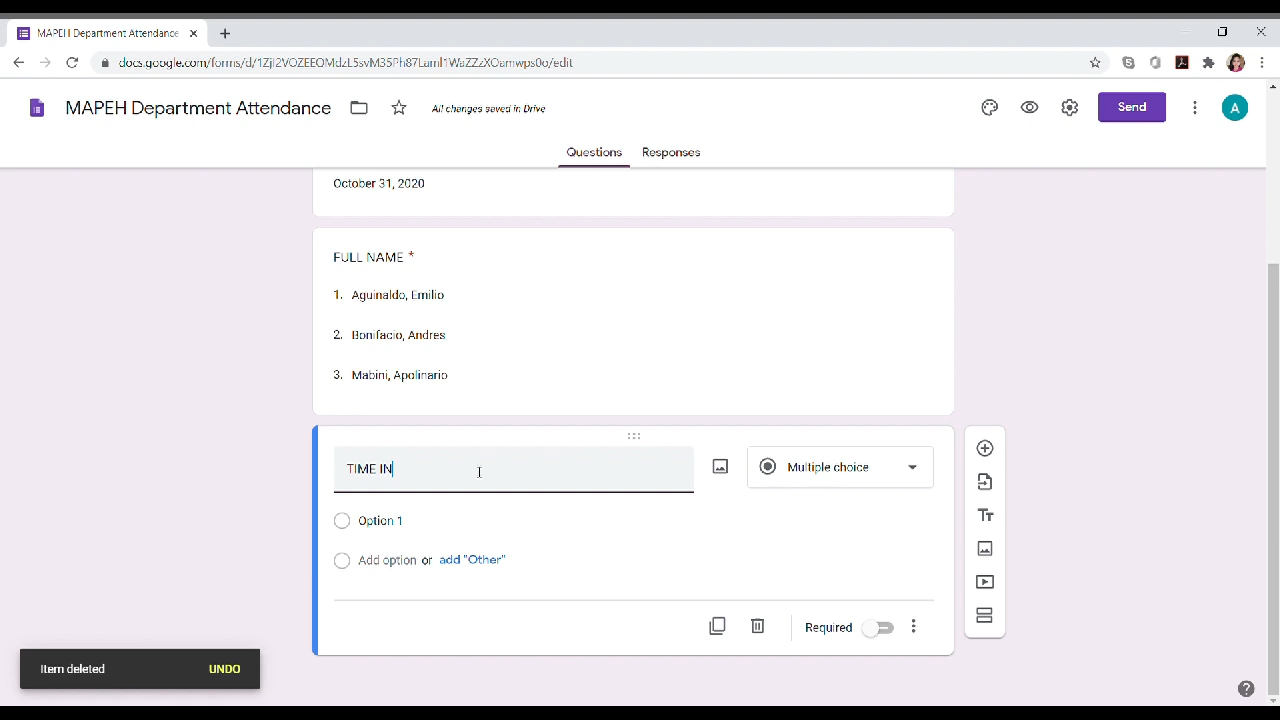 MAPEH Department Attendance
docs.google.com/forms/d/1ZjI2VOZEEOMdzL5svM35Ph87LamI1WaZZzXOamwps0o/edit
MAPEH Department Attendance
All changes saved in Drive
Send
A
Questions
Responses
October 31, 2020
FULL NAME *
1. Aguinaldo, Emilio
2. Bonifacio, Andres
3. Mabini, Apolinario
TIME IN
Multiple choice
Option 1
Add option or add "Other"
Required
Item deleted
UNDO